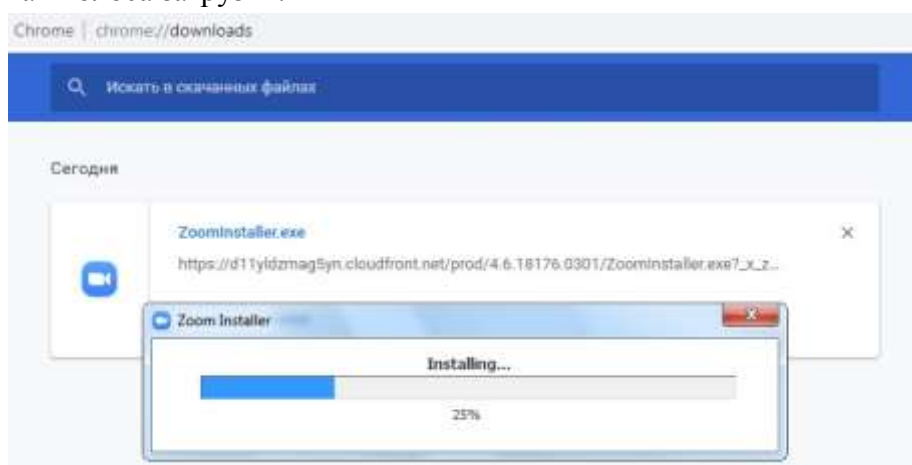 Chrome | chrome://downloads
Искать в скачанных файлах
Сегодня
ZoomInstaller.exe
https://d11yldzmag5yn.cloudfront.net/prod/4.6.18176.0301/ZoomInstaller.exe?_x_z...
Zoom Installer
Installing...
25%